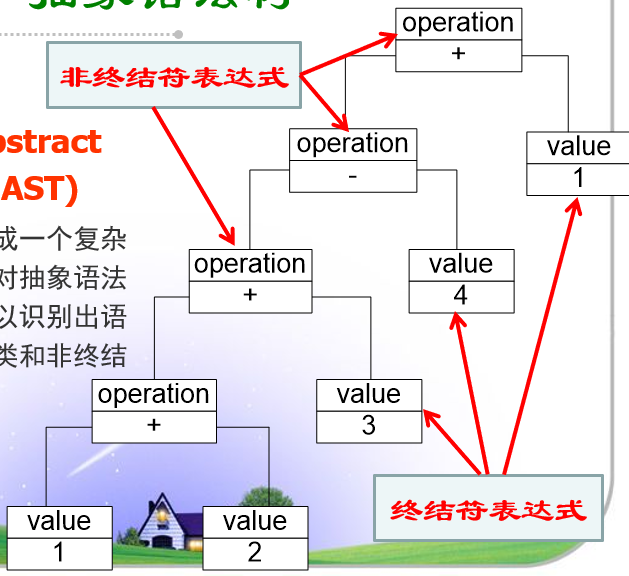 抽象语法树
operation
+
非终结符表达式
bstract
AST)
operation
-
value
1
成一个复杂
对抽象语法
以识别出语
类和非终结
operation
+
value
4
operation
+
value
3
终结符表达式
value
1
value
2